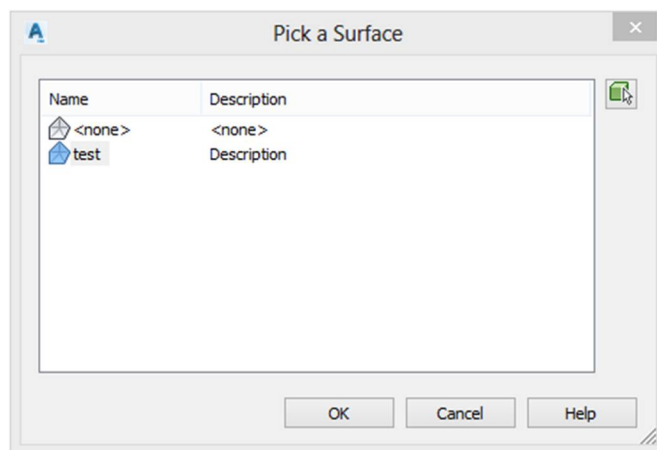 Pick a Surface
Name Description
<none> <none>
test Description
OK Cancel Help